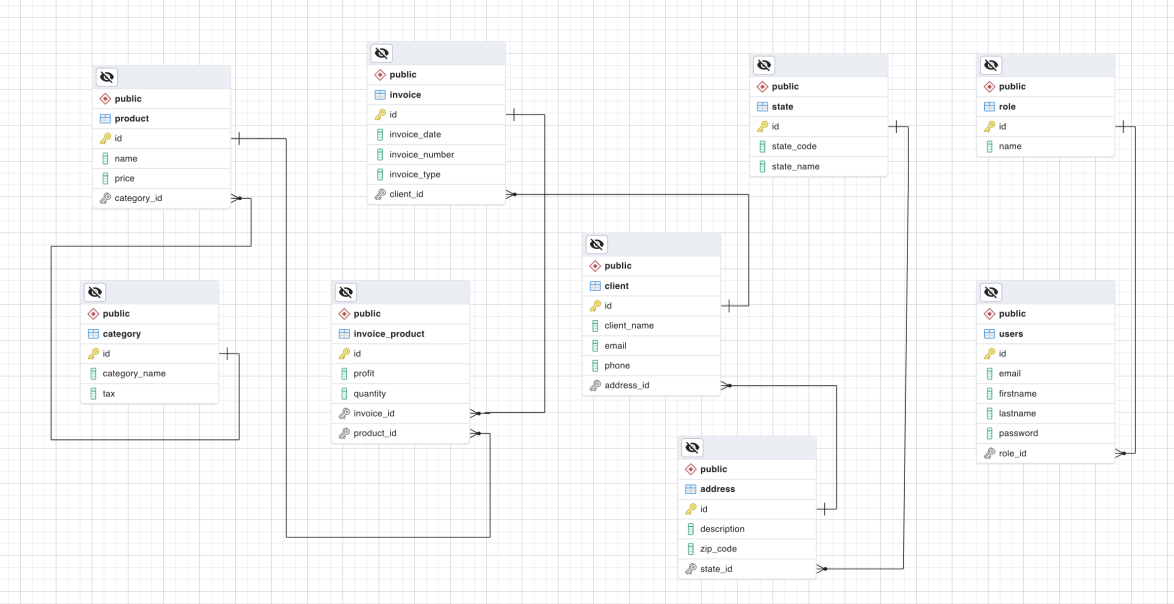 public
product
id
name
price
category_id
public
invoice
id
invoice_date
invoice_number
invoice_type
client_id
public
state
id
state_code
state_name
public
role
id
name
public
category
id
category_name
tax
public
invoice_product
id
profit
quantity
invoice_id
product_id
public
client
id
client_name
email
phone
address_id
public
address
id
description
zip_code
state_id
public
users
id
email
firstname
lastname
password
role_id